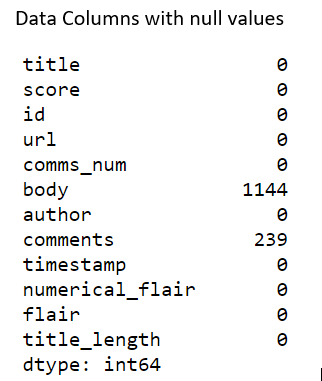 Data Columns with null values
title 0
score 0
id 0
url 0
comms_num 0
body 1144
author 0
comments 239
timestamp 0
numerical_flair 0
flair 0
title_length 0
dtype: int64